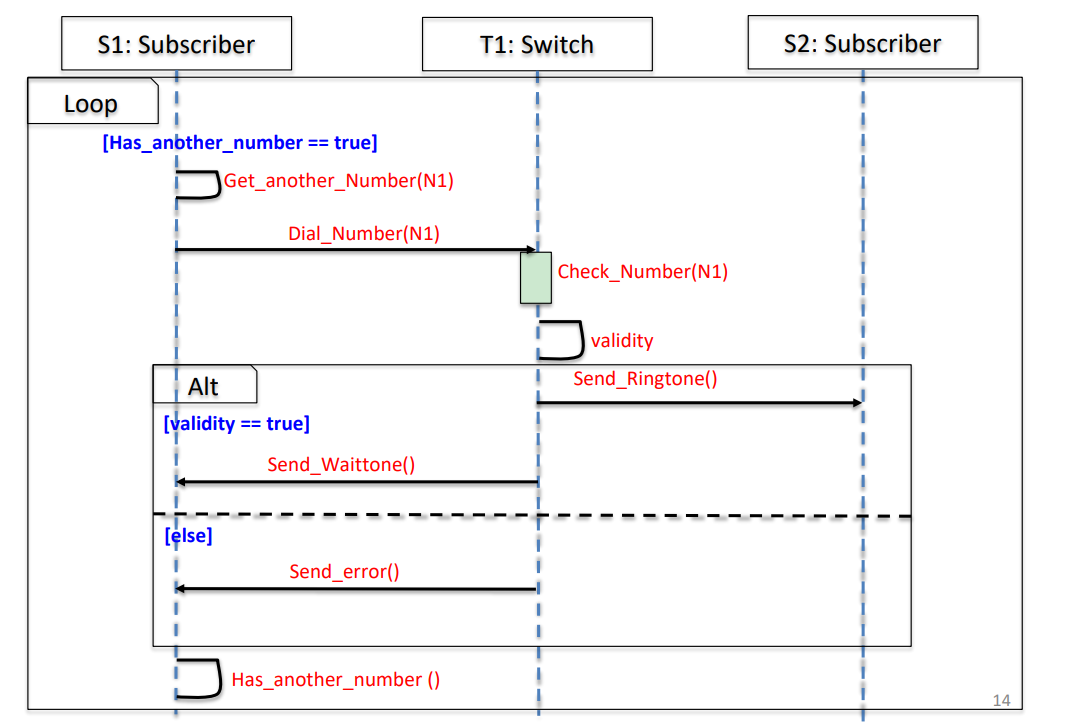 S1: Subscriber
T1: Switch
S2: Subscriber
Loop
[Has_another_number == true]
Get_another_Number(N1)
Dial_Number(N1)
Check_Number(N1)
validity
Alt
Send_Ringtone()
[validity == true]
Send_Waittone()
[else]
Send_error()
Has_another_number ()
14